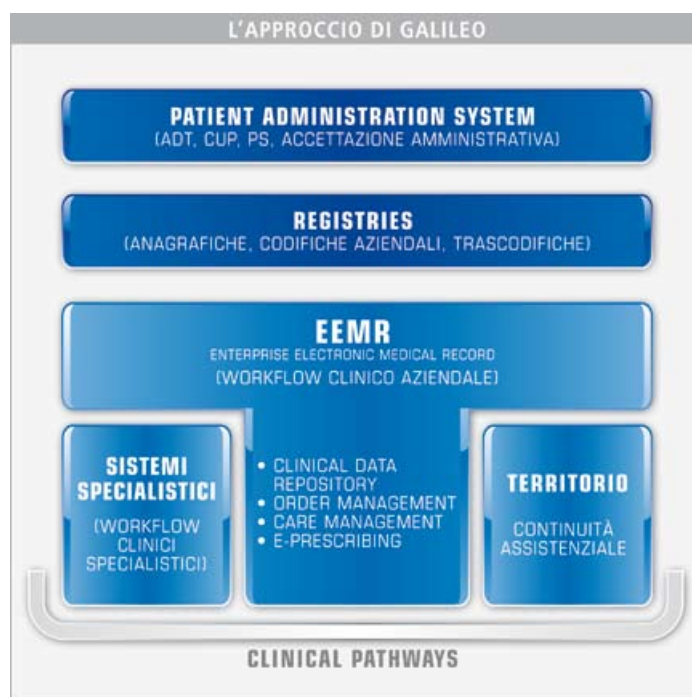 L'APPROCCIO DI GALILEO
PATIENT ADMINISTRATION SYSTEM
(ADT, CUP, PS, ACCETTAZIONE AMMINISTRATIVA)
REGISTRIES
(ANAGRAFICHE, CODIFICHE AZIENDALI, TRASCODIFICHE)
EEMR
ENTERPRISE ELECTRONIC MEDICAL RECORD
(WORKFLOW CLINICO AZIENDALE)
SISTEMI
SPECIALISTICI
(WORKFLOW
CLINICI
SPECIALISTICI)
• CLINICAL DATA
REPOSITORY
• ORDER MANAGEMENT
• CARE MANAGEMENT
• E-PRESCRIBING
TERRITORIO
CONTINUITÀ
ASSISTENZIALE
CLINICAL PATHWAYS